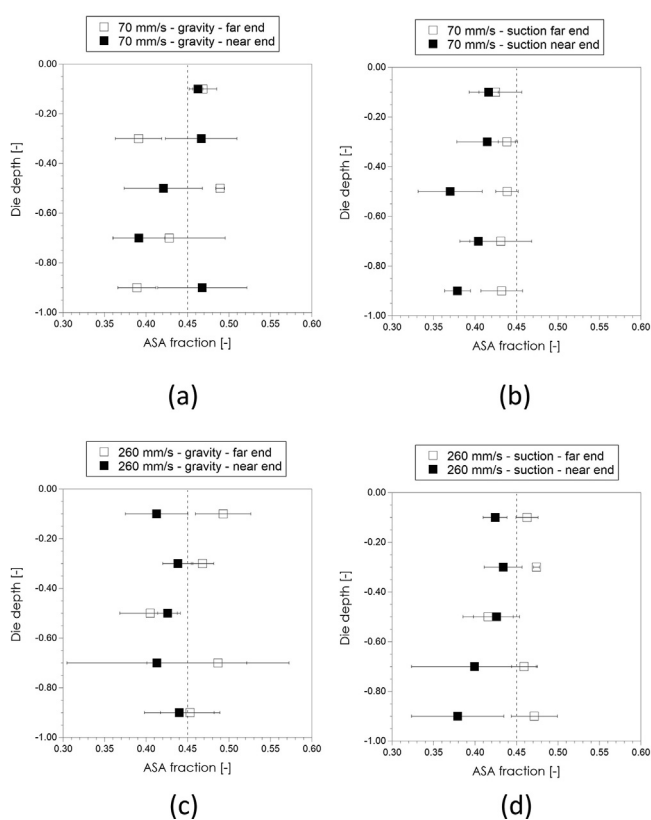 70 mm/s - gravity - far end
70 mm/s - gravity - near end
0.00
-0.20
-0.40
-0.60
-0.80
-1.00
Die depth [-]
0.30 0.35 0.40 0.45 0.50 0.55 0.60
ASA fraction [-]
(a)
70 mm/s - suction far end
70 mm/s - suction near end
0.00
-0.20
-0.40
-0.60
-0.80
-1.00
Die depth [-]
0.30 0.35 0.40 0.45 0.50 0.55 0.60
ASA fraction [-]
(b)
260 mm/s - gravity - far end
260 mm/s - gravity - near end
0.00
-0.20
-0.40
-0.60
-0.80
-1.00
Die depth [-]
0.30 0.35 0.40 0.45 0.50 0.55 0.60
ASA fraction [-]
(c)
260 mm/s - suction - far end
260 mm/s - suction - near end
0.00
-0.20
-0.40
-0.60
-0.80
-1.00
Die depth [-]
0.30 0.35 0.40 0.45 0.50 0.55 0.60
ASA fraction [-]
(d)